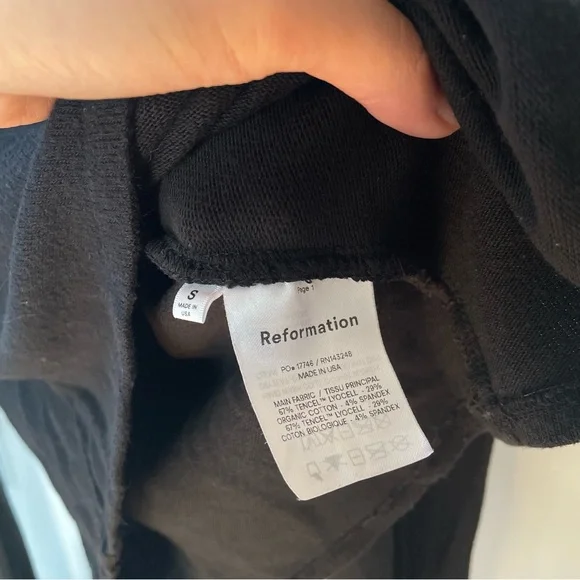 S
MADE IN
USA
Page 1
Reformation
PO# 17746 / RN143246
MADE IN USA
MAIN FABRIC / TISSU PRINCIPAL
67% TENCEL™ LYOCELL - 29%
ORGANIC COTTON - 4% SPANDEX
67% TENCEL™ LYOCELL - 29%
COTON BIOLOGIQUE - 4% SPANDEX